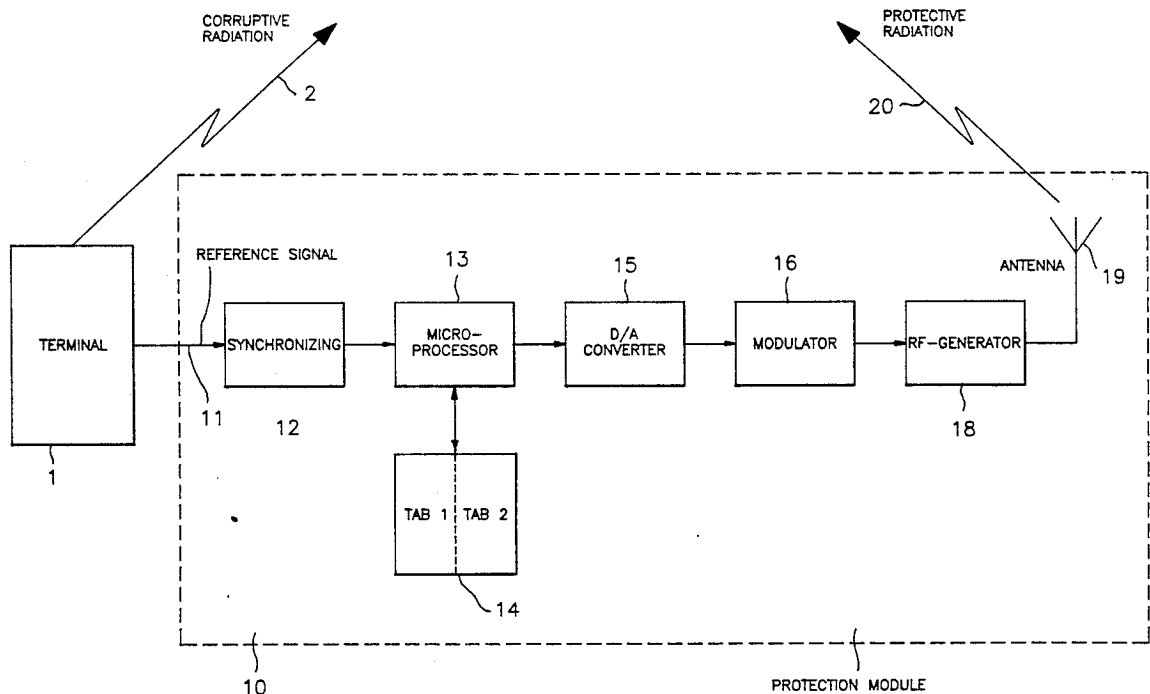 CORRUPTIVE
RADIATION
2
PROTECTIVE
RADIATION
20
REFERENCE SIGNAL
13
15
16
ANTENNA
19
TERMINAL
SYNCHRONIZING
MICRO-
PROCESSOR
D/A
CONVERTER
MODULATOR
RF-GENERATOR
11
12
18
1
TAB 1
TAB 2
14
10
PROTECTION MODULE